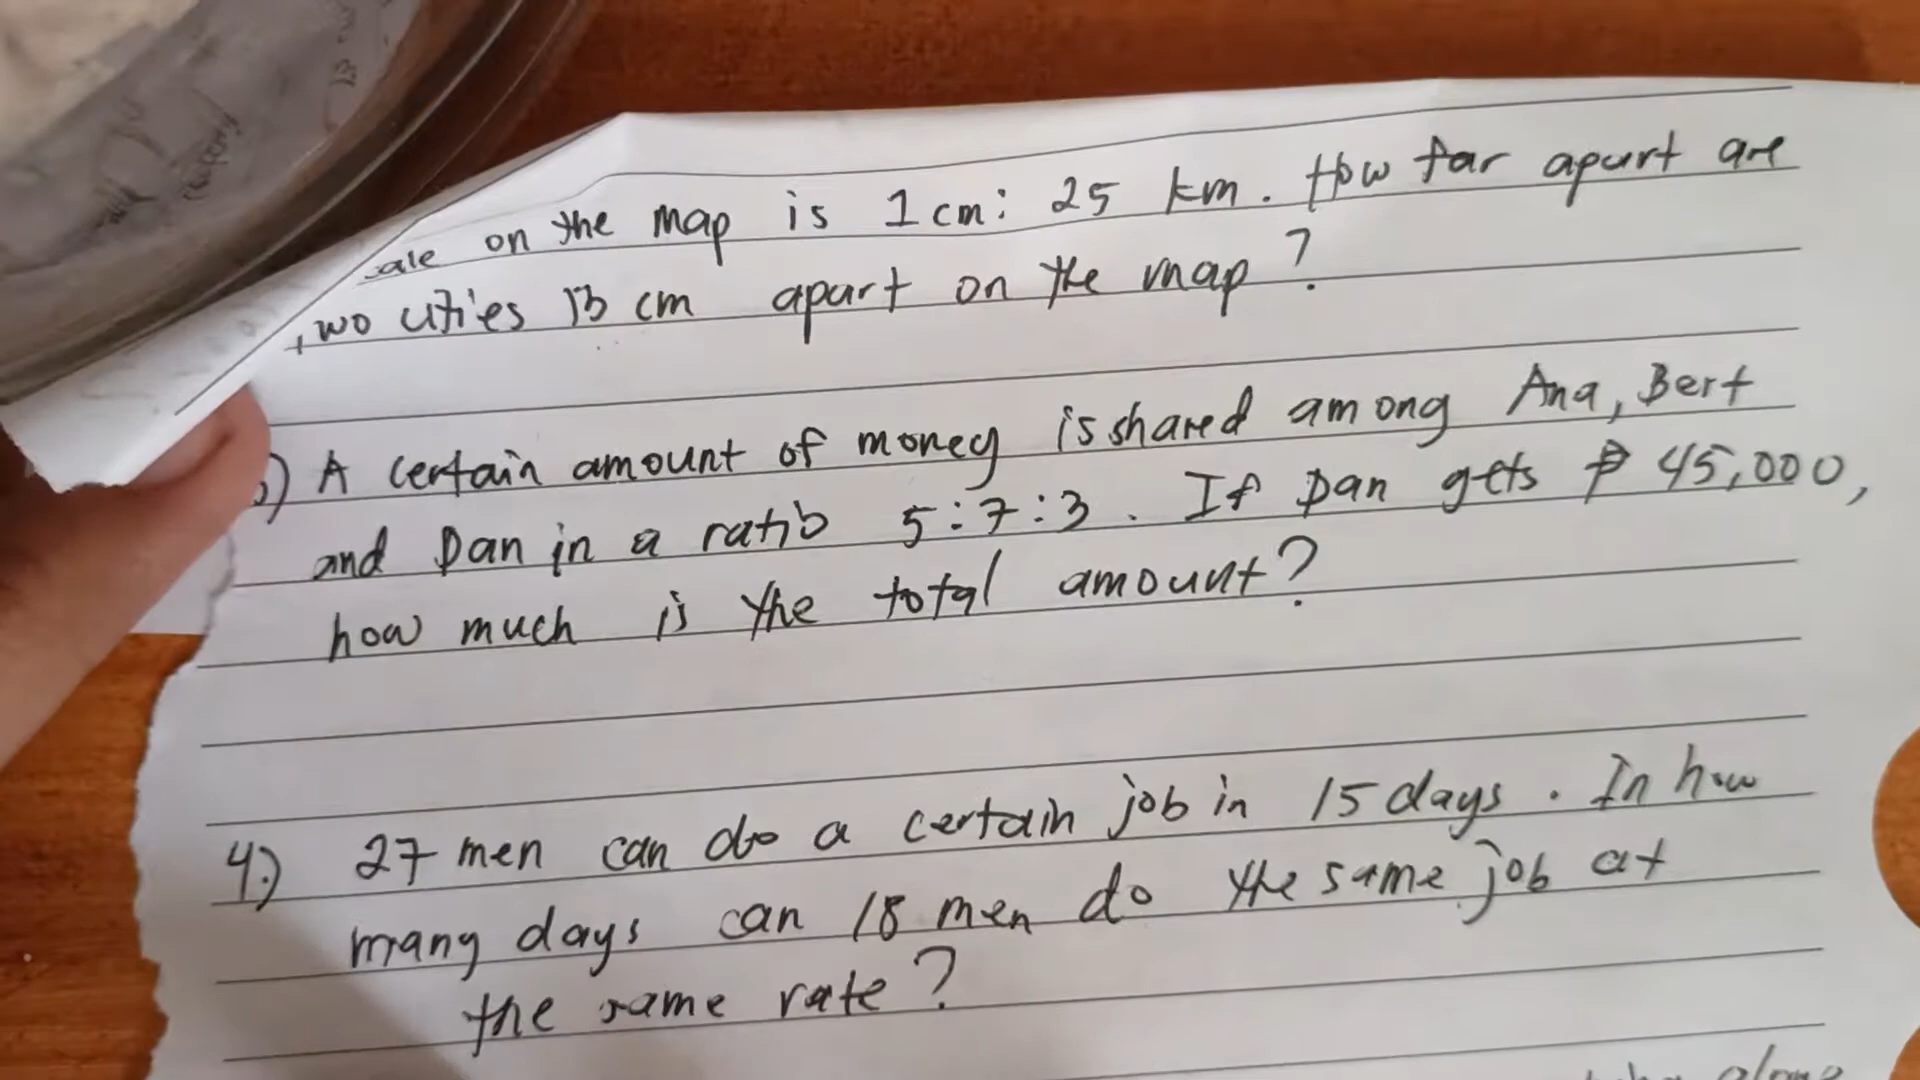 ale on the map is 1 cm : 25 km. How far apart are
two cities 13 cm apart on the map?
) A certain amount of money is shared among Ana, Bert
and Dan in a ratio 5:7:3. If Dan gets ₱ 45,000,
how much is the total amount?
4.) 27 men can do a certain job in 15 days. In how
many days can 18 men do the same job at
the same rate?
alone